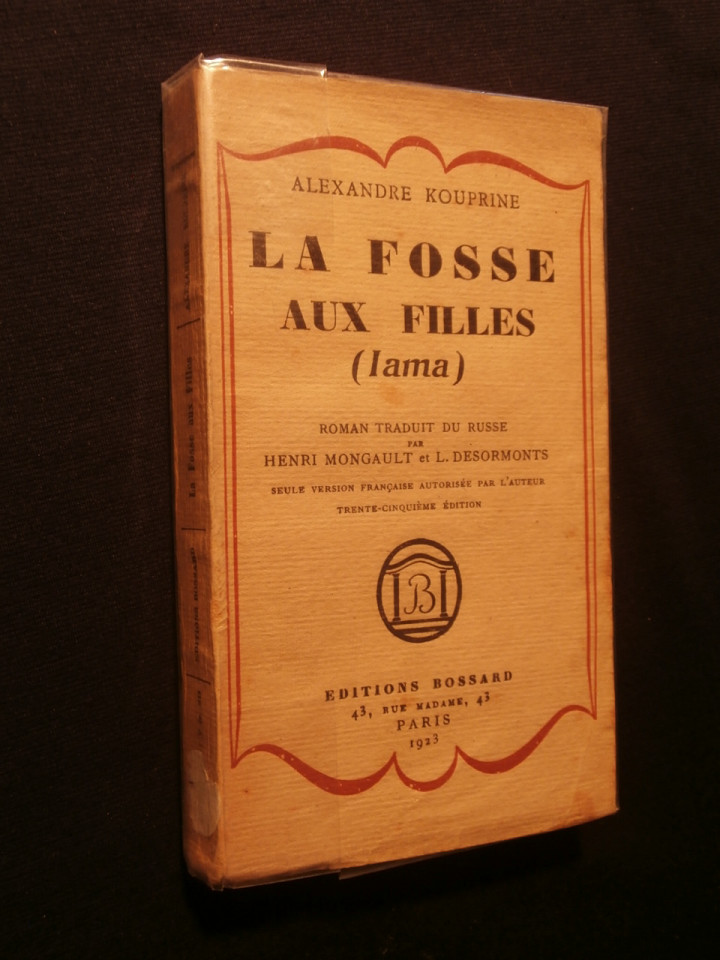 ALEXANDRE KOUPRINE
LA FOSSE
AUX FILLES
(Iama)
ROMAN TRADUIT DU RUSSE
PAR
HENRI MONGAULT et L. DESORMONTS
SEULE VERSION FRANÇAISE AUTORISÉE PAR L'AUTEUR
TRENTE-CINQUIÈME ÉDITION
B
EDITIONS BOSSARD
43, RUE MADAME, 43
PARIS
1923
La Fosse aux Filles